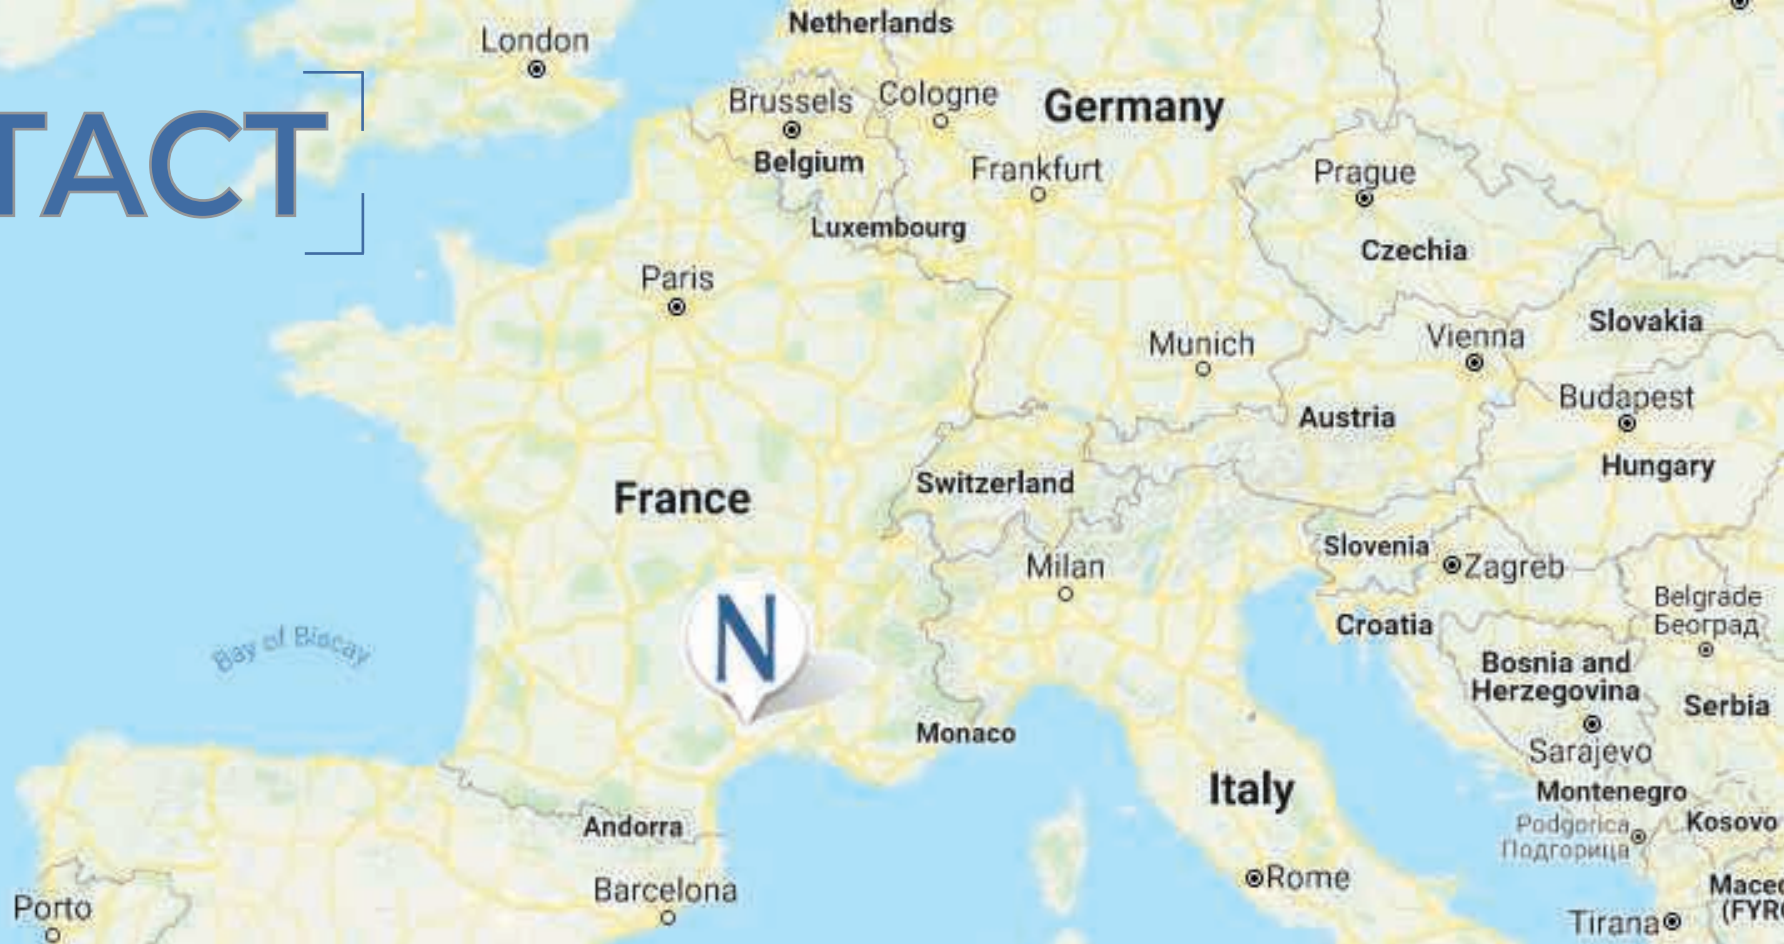 Netherlands
London
Brussels
Cologne
Germany
TACT
Belgium
Frankfurt
Prague
Luxembourg
Czechia
Paris
Slovakia
Munich
Vienna
Budapest
Austria
Hungary
Switzerland
France
Slovenia
Zagreb
Milan
Belgrade
Београд
Croatia
N
Bay of Biscay
Bosnia and
Herzegovina
Serbia
Monaco
Sarajevo
Italy
Montenegro
Kosovo
Podgorica
Подгорица
Andorra
Rome
Barcelona
Maced
(FYRO
Porto
Tirana